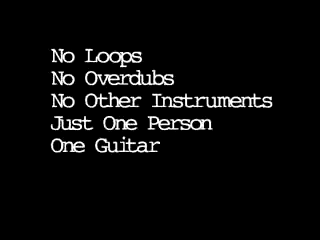 No Loops
No Overdubs
No Other Instruments
Just One Person
One Guitar